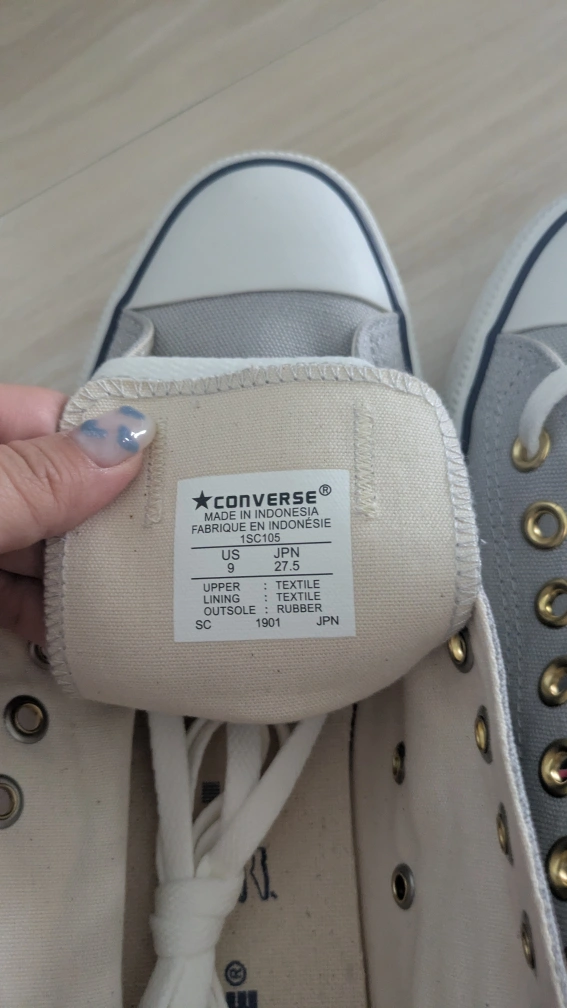 ★CONVERSE®
MADE IN INDONESIA
FABRIQUE EN INDONÉSIE
1SC105
US JPN
9 27.5
UPPER : TEXTILE
LINING : TEXTILE
OUTSOLE : RUBBER
SC 1901 JPN
®